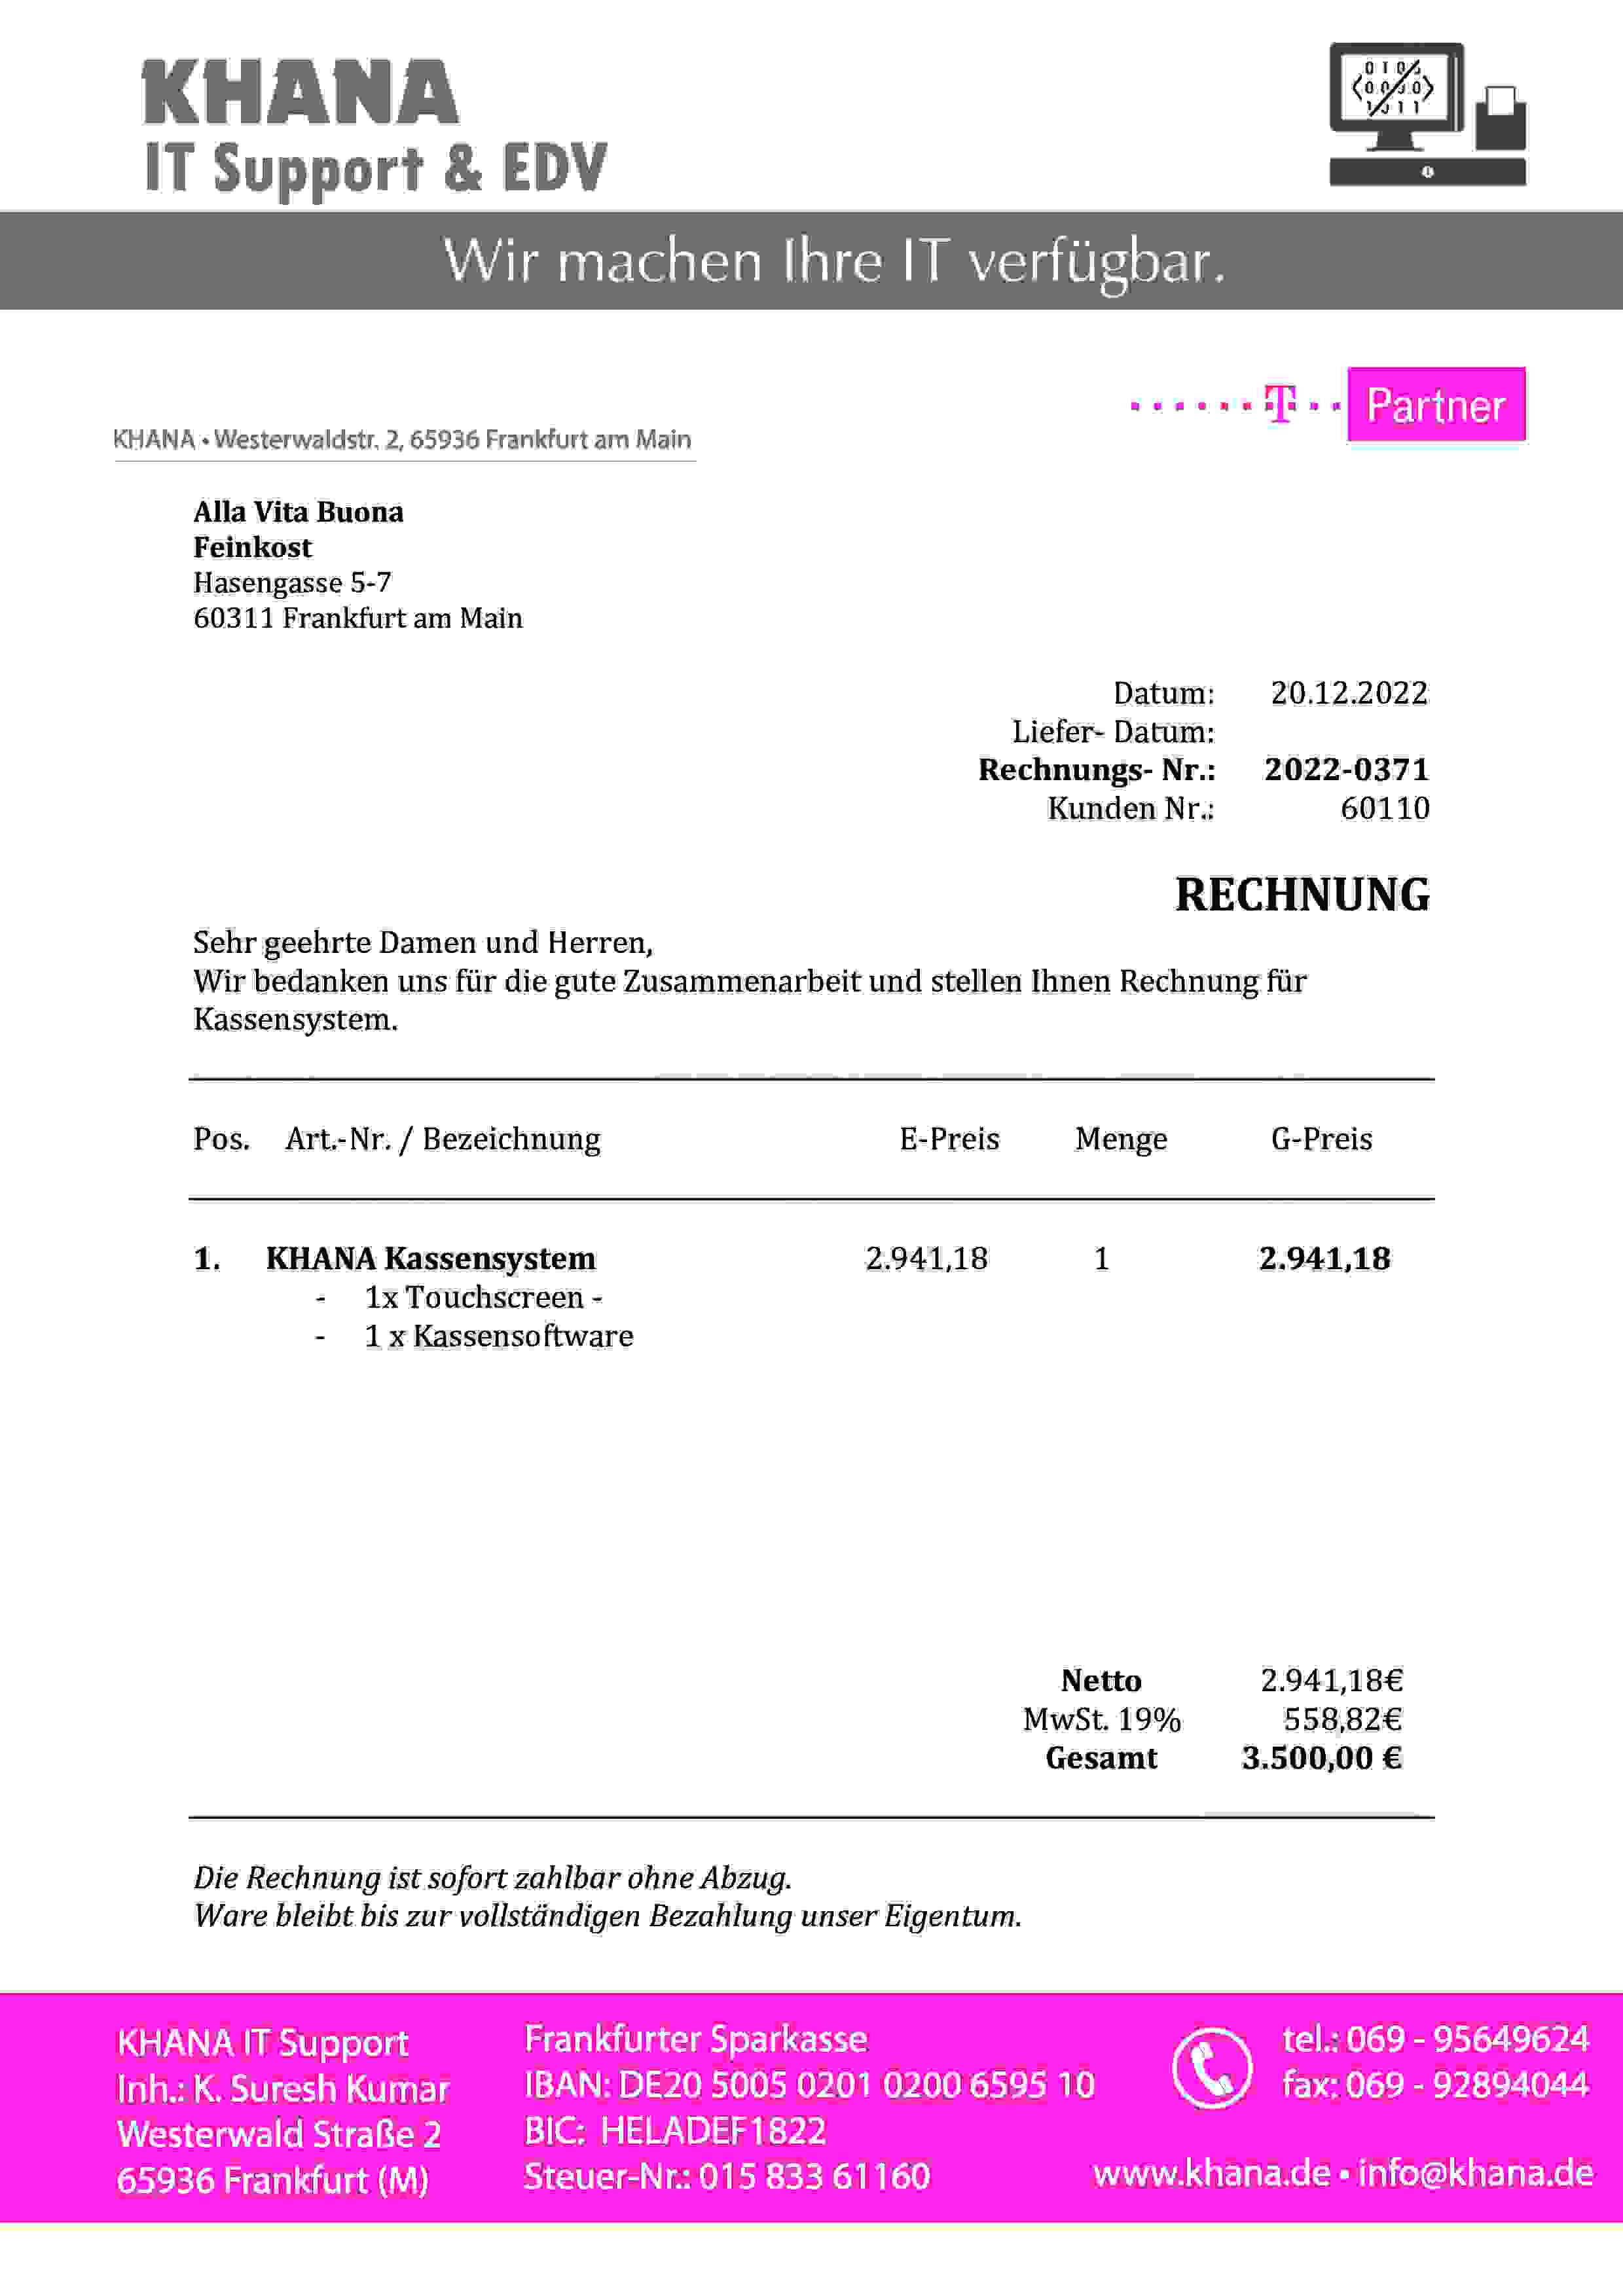 KHANA
IT Support & EDV
Wir machen Ihre IT verfügbar.
T Partner
KHANA • Westerwaldstr. 2, 65936 Frankfurt am Main
Alla Vita Buona
Feinkost
Hasengasse 5-7
60311 Frankfurt am Main
Datum: 20.12.2022
Liefer- Datum:
Rechnungs- Nr.: 2022-0371
Kunden Nr.: 60110
RECHNUNG
Sehr geehrte Damen und Herren,
Wir bedanken uns für die gute Zusammenarbeit und stellen Ihnen Rechnung für
Kassensystem.
Pos. Art.-Nr. / Bezeichnung E-Preis Menge G-Preis
1. KHANA Kassensystem 2.941,18 1 2.941,18
- 1x Touchscreen -
- 1 x Kassensoftware
Netto 2.941,18€
MwSt. 19% 558,82€
Gesamt 3.500,00 €
Die Rechnung ist sofort zahlbar ohne Abzug.
Ware bleibt bis zur vollständigen Bezahlung unser Eigentum.
KHANA IT Support
Inh.: K. Suresh Kumar
Westerwald Straße 2
65936 Frankfurt (M)
Frankfurter Sparkasse
IBAN: DE20 5005 0201 0200 6595 10
BIC: HELADEF1822
Steuer-Nr.: 015 833 61160
tel.: 069 - 95649624
fax: 069 - 92894044
www.khana.de • info@khana.de